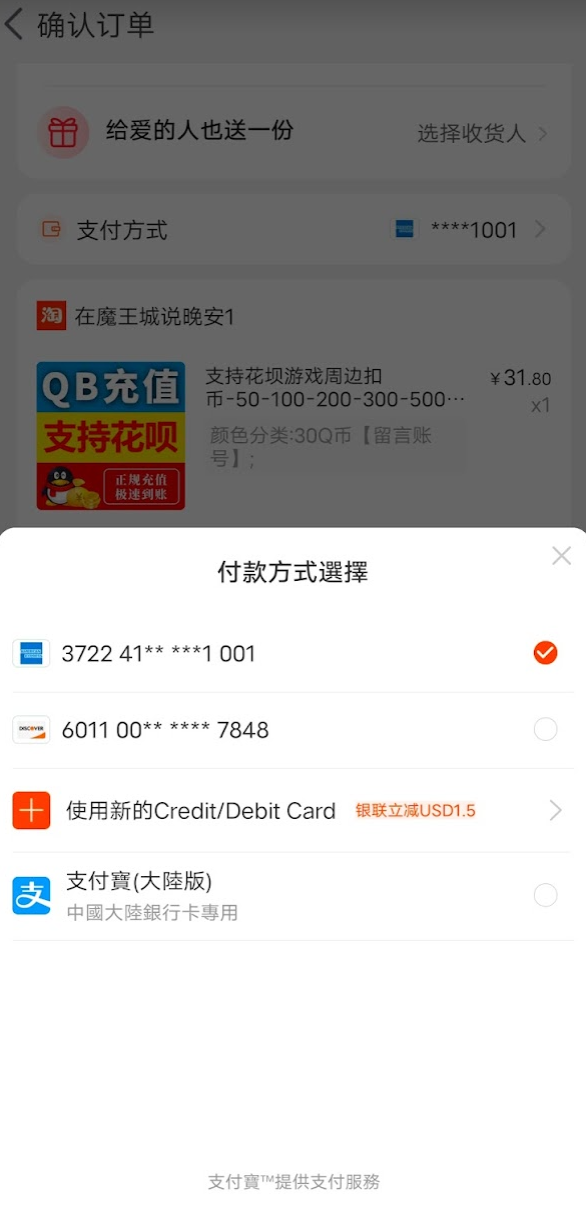 确认订单
给爱的人也送一份
选择收货人
支付方式
****1001
淘
在魔王城说晚安1
QB充值
支持花呗
正规充值
极速到账
支持花坝游戏周边扣
币-50-100-200-300-500…
¥31.80
x1
颜色分类:30Q币【留言账
号】;
付款方式選擇
3722 41** ***1 001
DISCOVER
6011 00** **** 7848
使用新的Credit/Debit Card
银联立减USD1.5
支
支付寶(大陸版)
中國大陸銀行卡專用
支付寶™提供支付服務